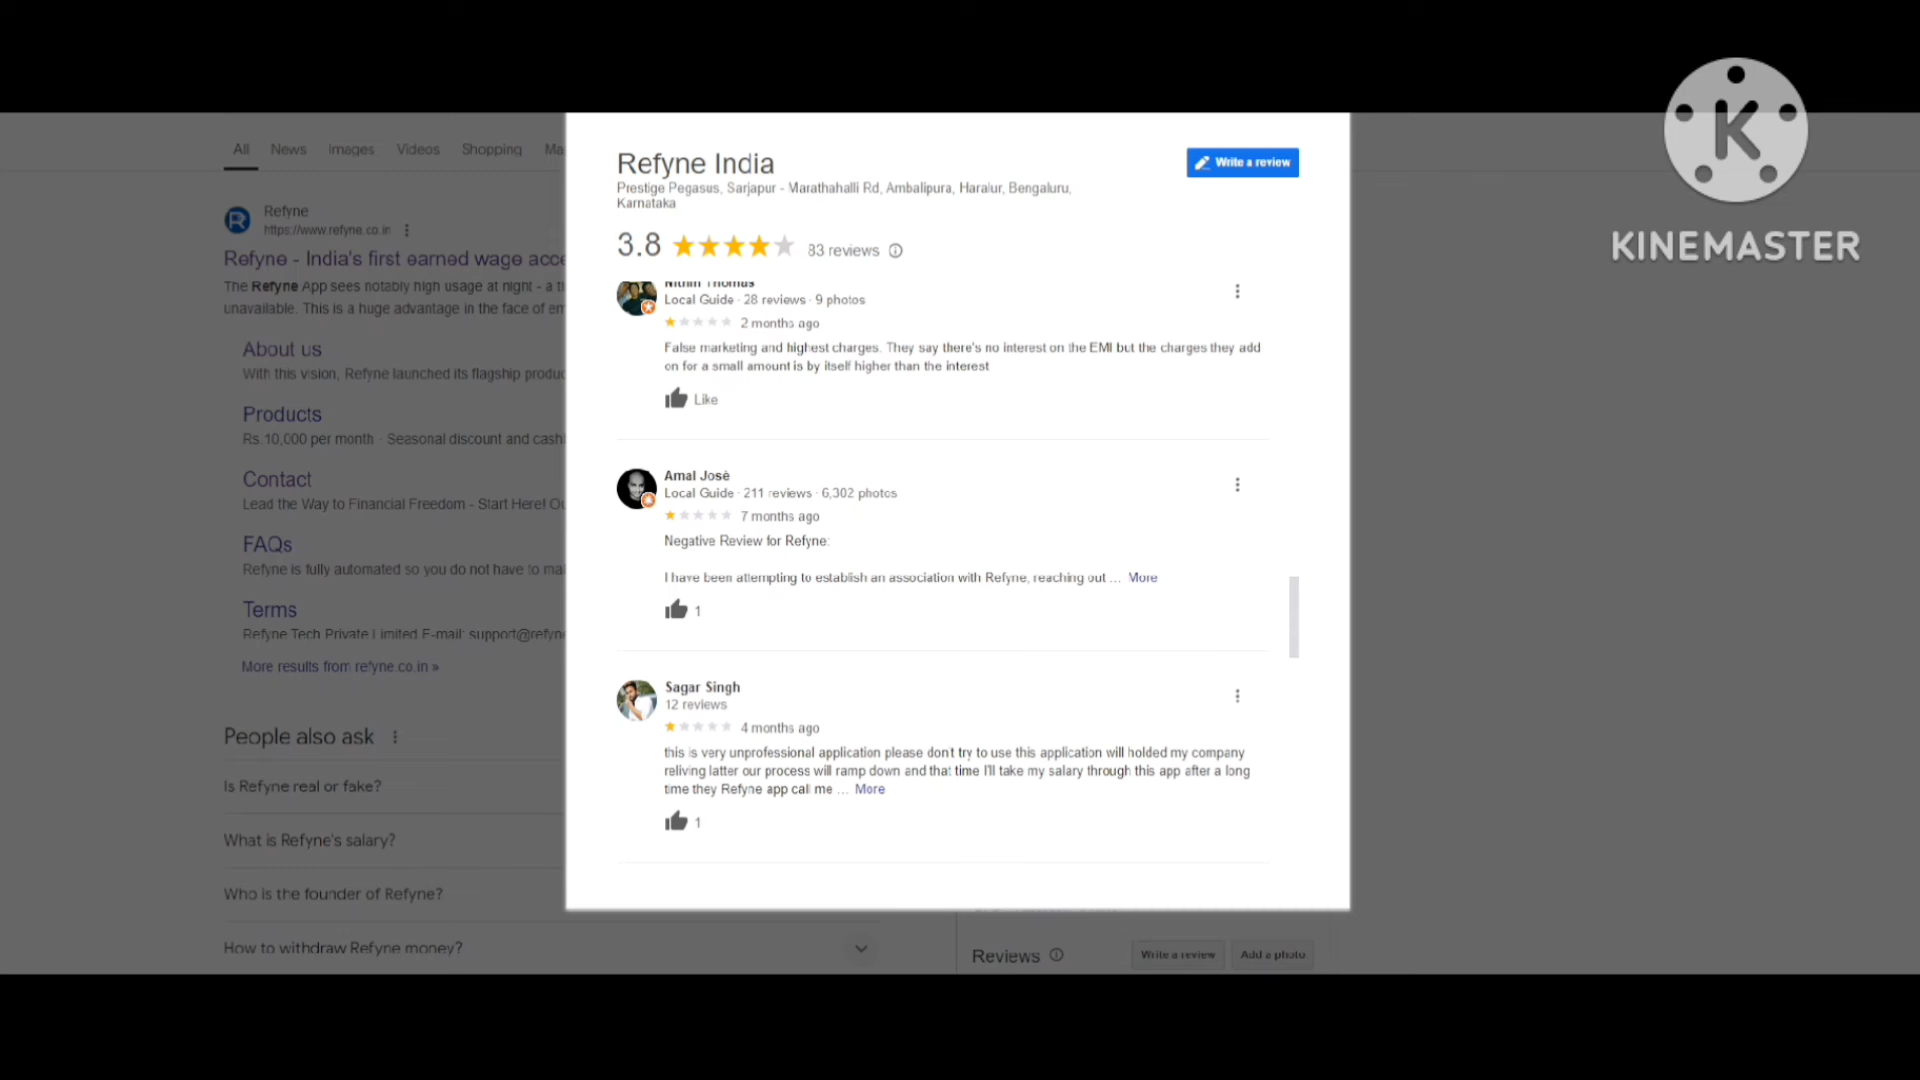 KINEMASTER
All News Images Videos Shopping
Refyne
https://www.refyne.co.in
Refyne - India's first earned wage
The Refyne App sees notably high usage at night - a
unavailable. This is a huge advantage in the face of
About us
With this vision, Refyne launched its flagship
Products
Rs.10,000 per month · Seasonal discount and
Contact
Lead the Way to Financial Freedom - Start Here!
FAQs
Refyne is fully automated so you do not have to
Terms
Refyne Tech Private Limited E-mail:
More results from refyne.co.in »
People also ask
Is Refyne real or fake?
What is Refyne's salary?
Who is the founder of Refyne?
How to withdraw Refyne money?
Refyne India
Write a review
Prestige Pegasus, Sarjapur - Marathahalli Rd, Ambalipura, Haralur, Bengaluru,
Karnataka
3.8 83 reviews
Nithin Thomas
Local Guide · 28 reviews · 9 photos
2 months ago
False marketing and highest charges. They say there's no interest on the EMI but the charges they add
on for a small amount is by itself higher than the interest
Like
Amal José
Local Guide · 211 reviews · 6,302 photos
7 months ago
Negative Review for Refyne:
I have been attempting to establish an association with Refyne, reaching out ... More
1
Sagar Singh
12 reviews
4 months ago
this is very unprofessional application please don't try to use this application will holded my company
reliving latter our process will ramp down and that time I'll take my salary through this app after a long
time they Refyne app call me ... More
1
Reviews
Write a review
Add a photo